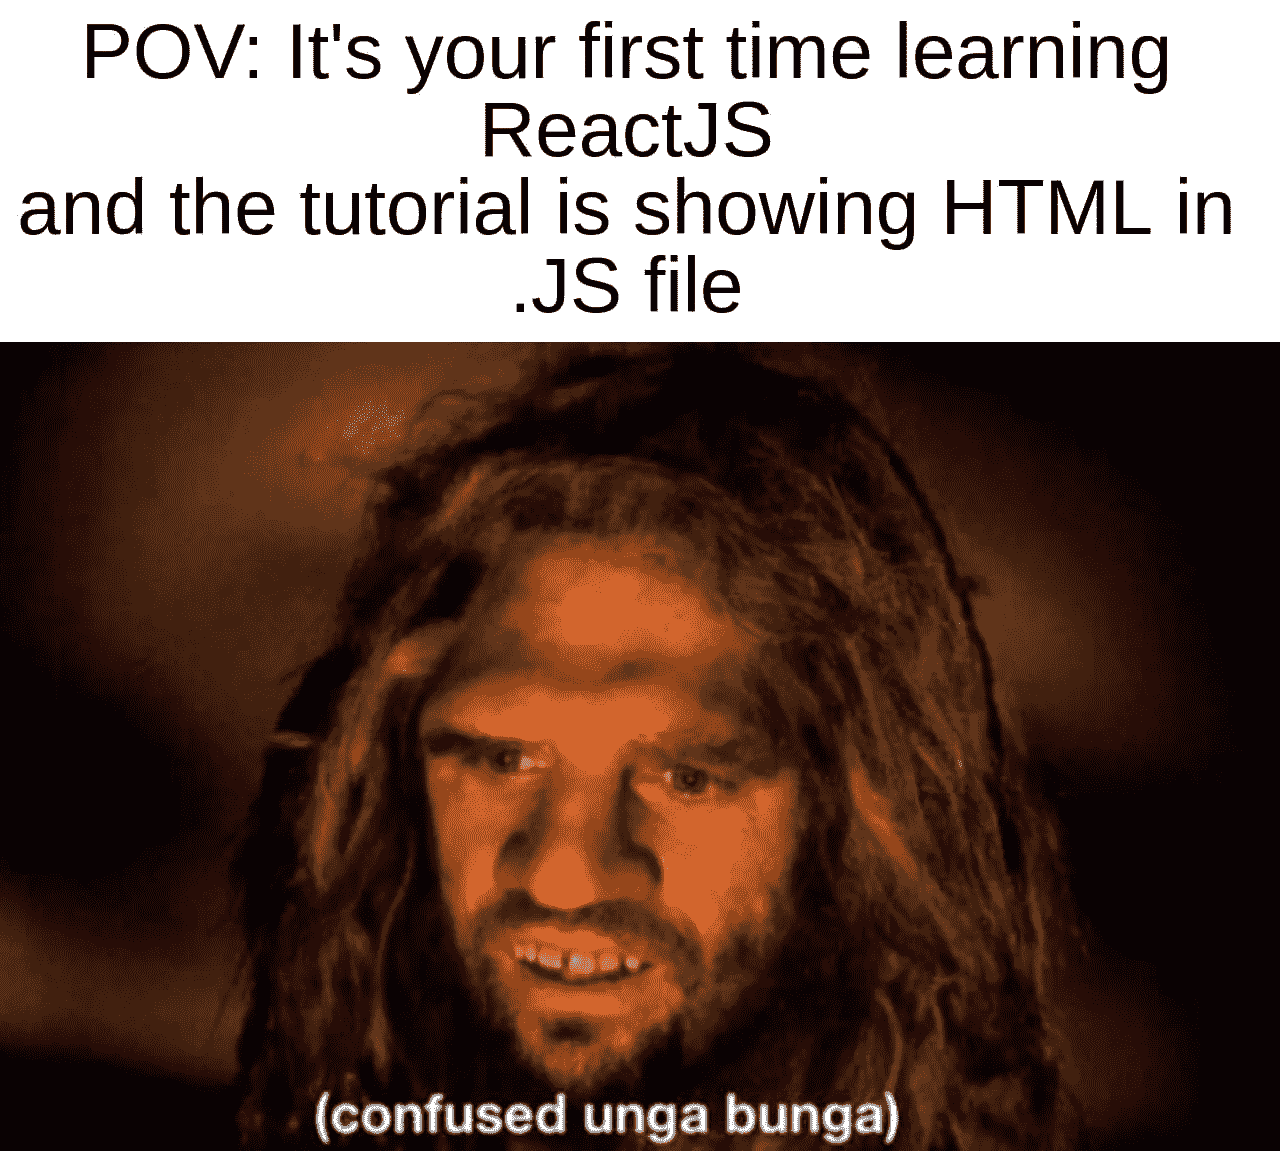 POV: It's your first time learning
ReactJS
and the tutorial is showing HTML in
.JS file
(confused unga bunga)